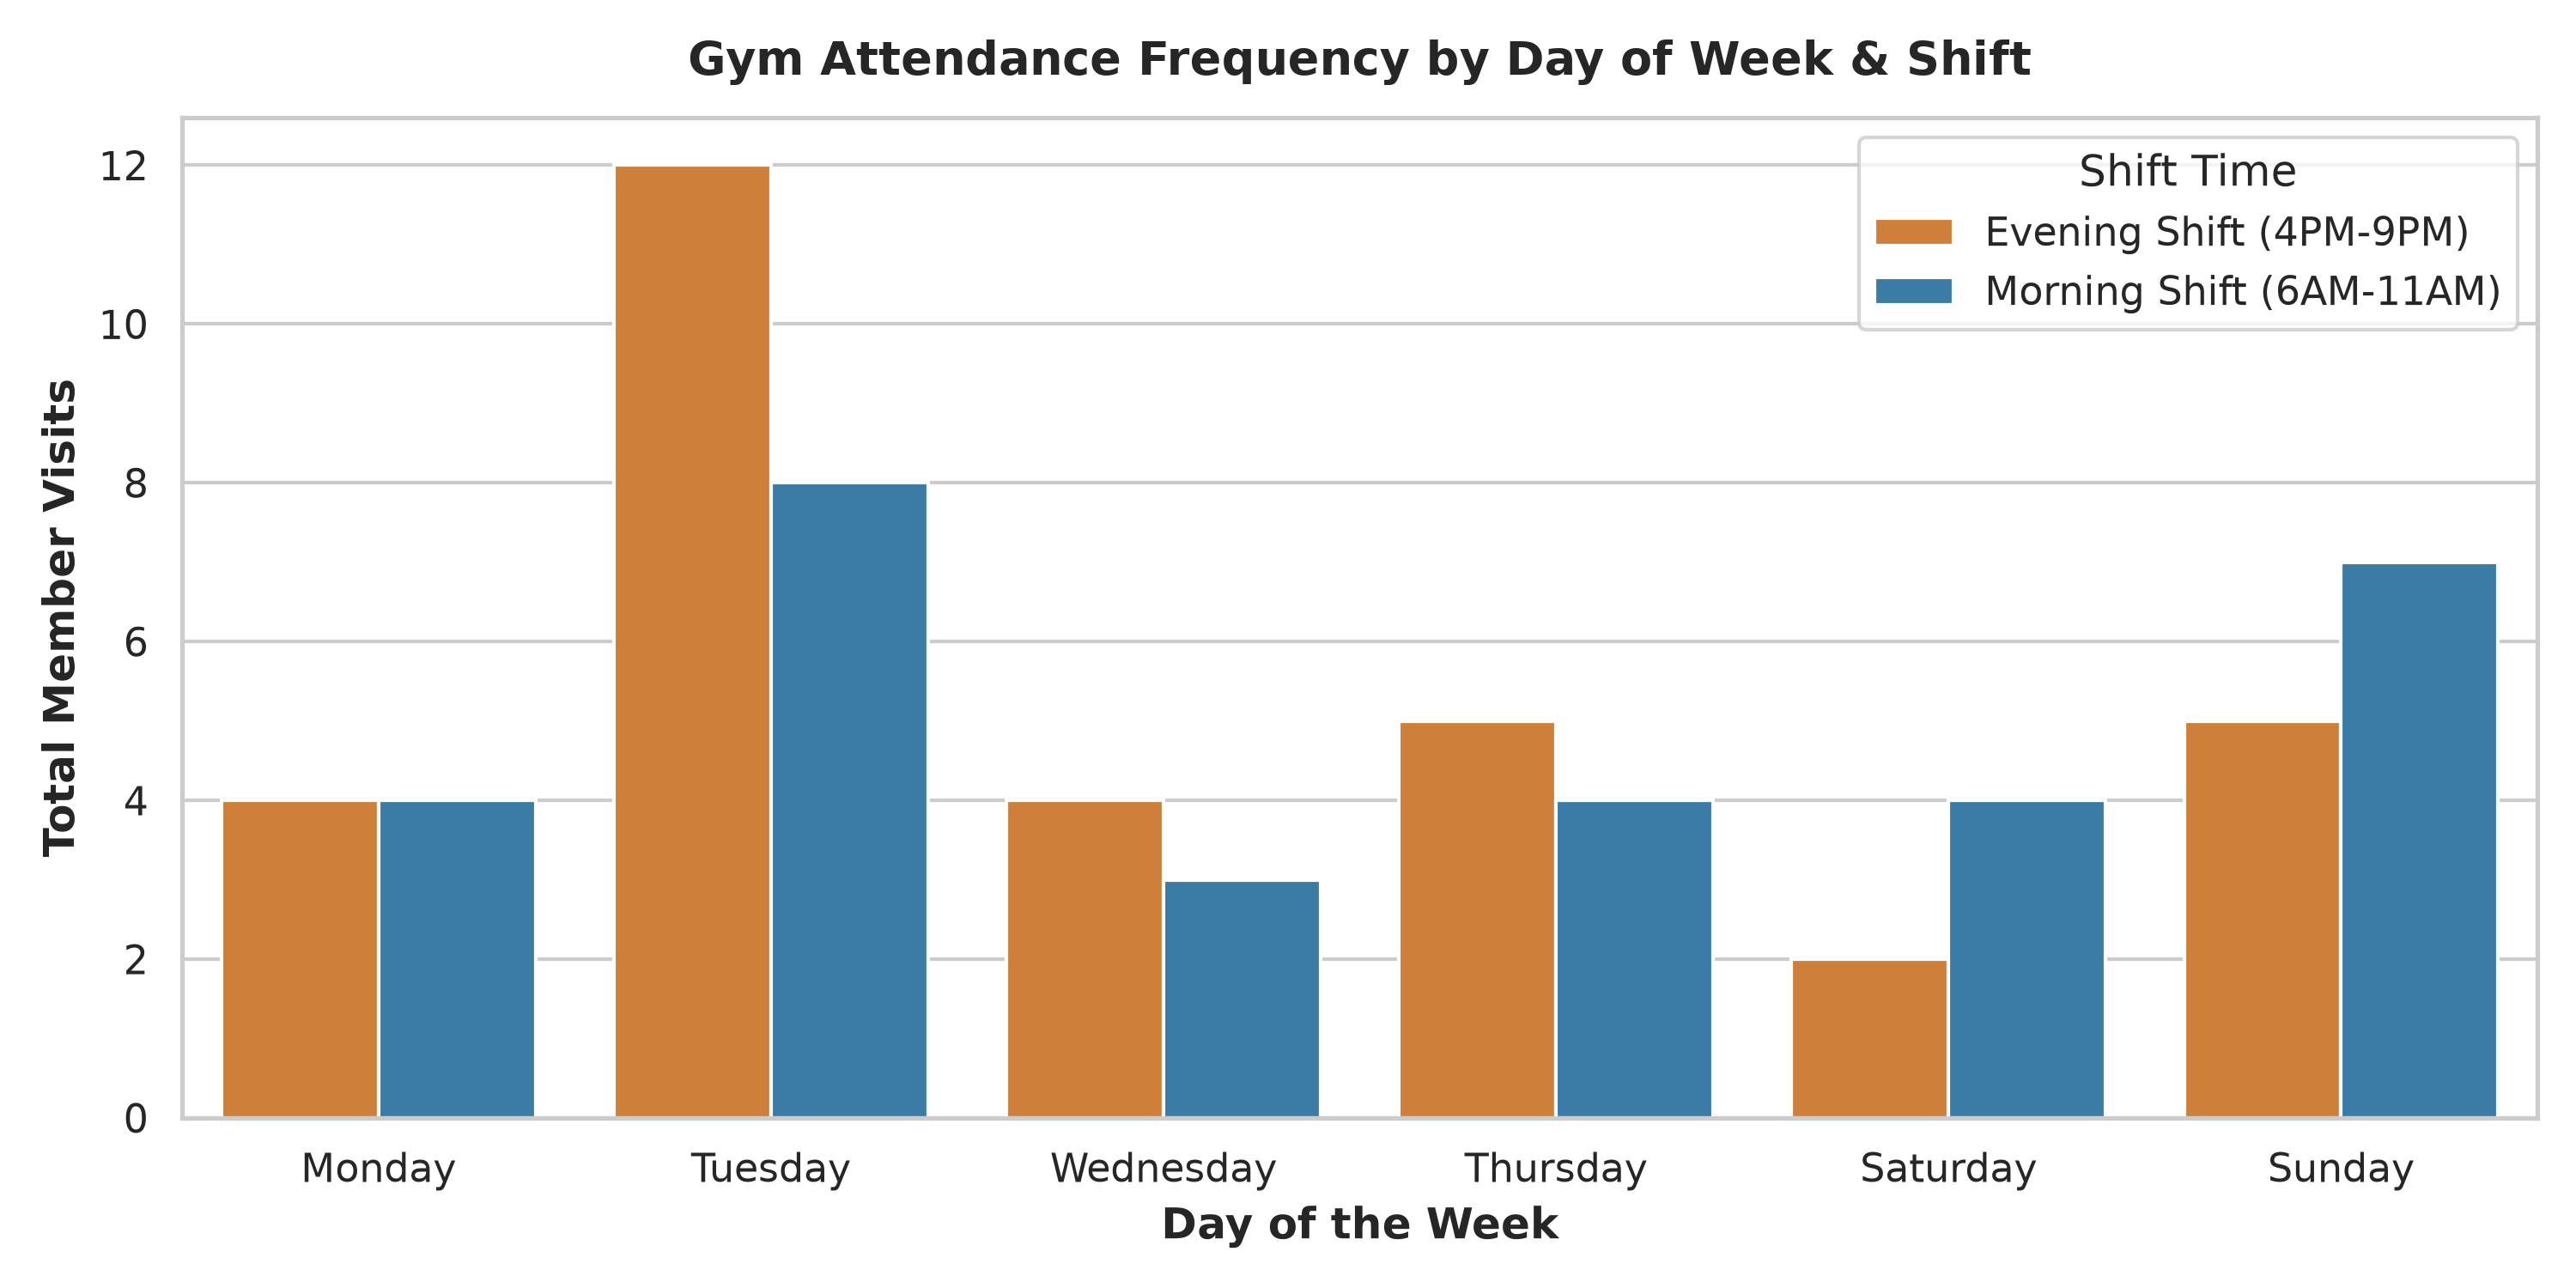 Gym Attendance Frequency by Day of Week & Shift
Shift Time
Evening Shift (4PM-9PM)
Morning Shift (6AM-11AM)
Total Member Visits
12
10
8
6
4
2
0
Monday Tuesday Wednesday Thursday Saturday Sunday
Day of the Week